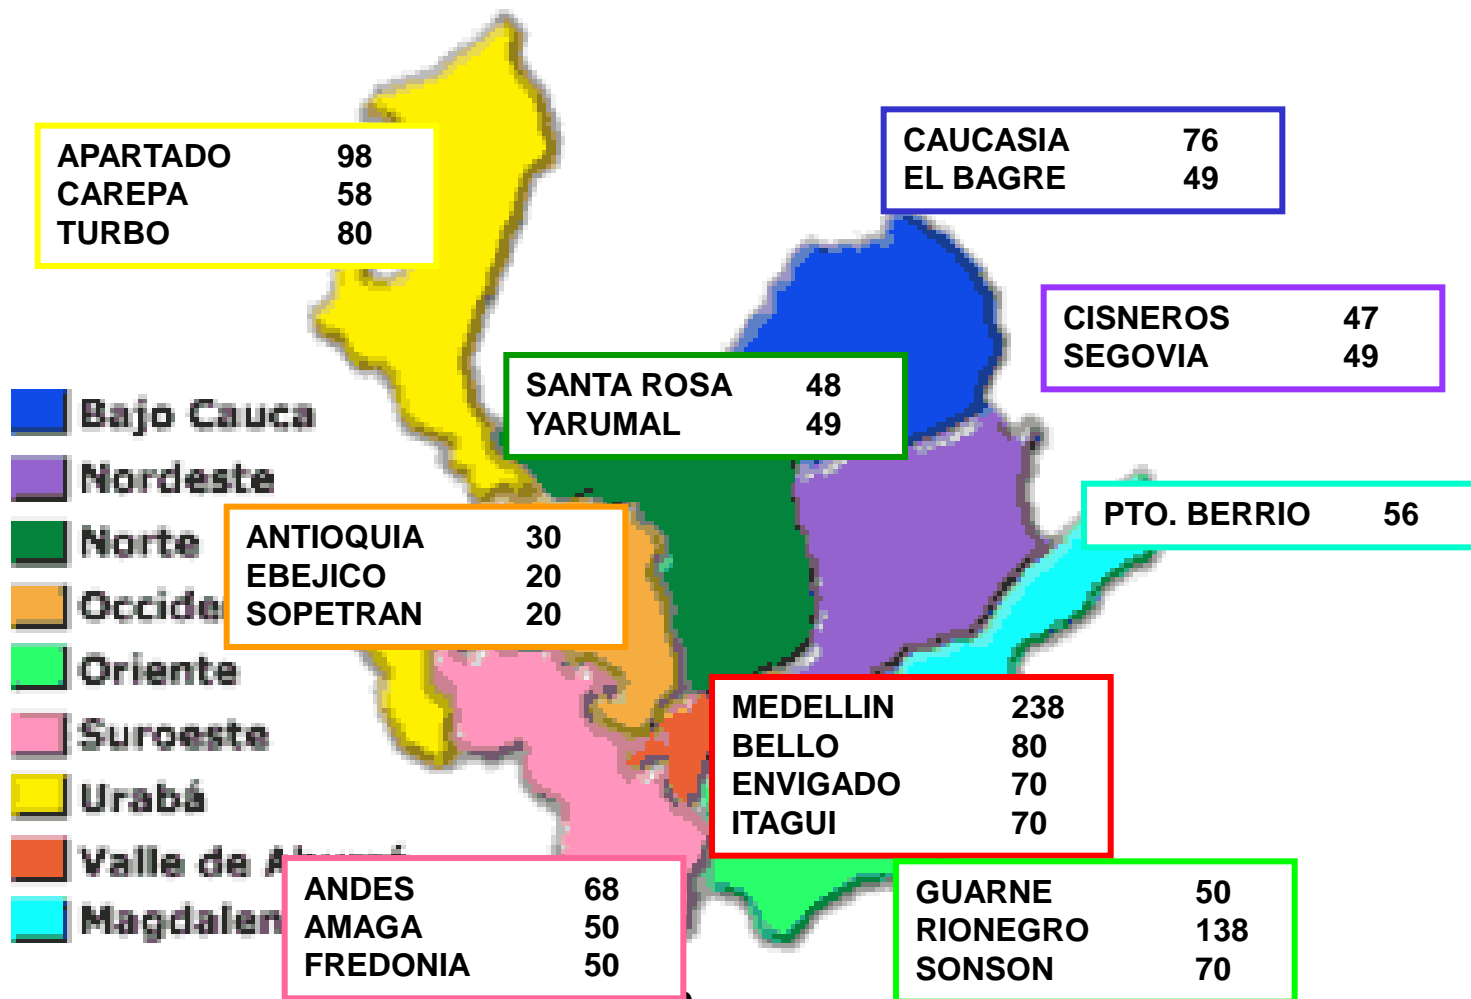 APARTADO 98
CAREPA 58
TURBO 80
CAUCASIA 76
EL BAGRE 49
CISNEROS 47
SEGOVIA 49
SANTA ROSA 48
YARUMAL 49
Bajo Cauca
Nordeste
Norte
Occide
Oriente
Suroeste
Urabá
Valle de
Magdalen
PTO. BERRIO 56
ANTIOQUIA 30
EBEJICO 20
SOPETRAN 20
MEDELLIN 238
BELLO 80
ENVIGADO 70
ITAGUI 70
ANDES 68
AMAGA 50
FREDONIA 50
GUARNE 50
RIONEGRO 138
SONSON 70